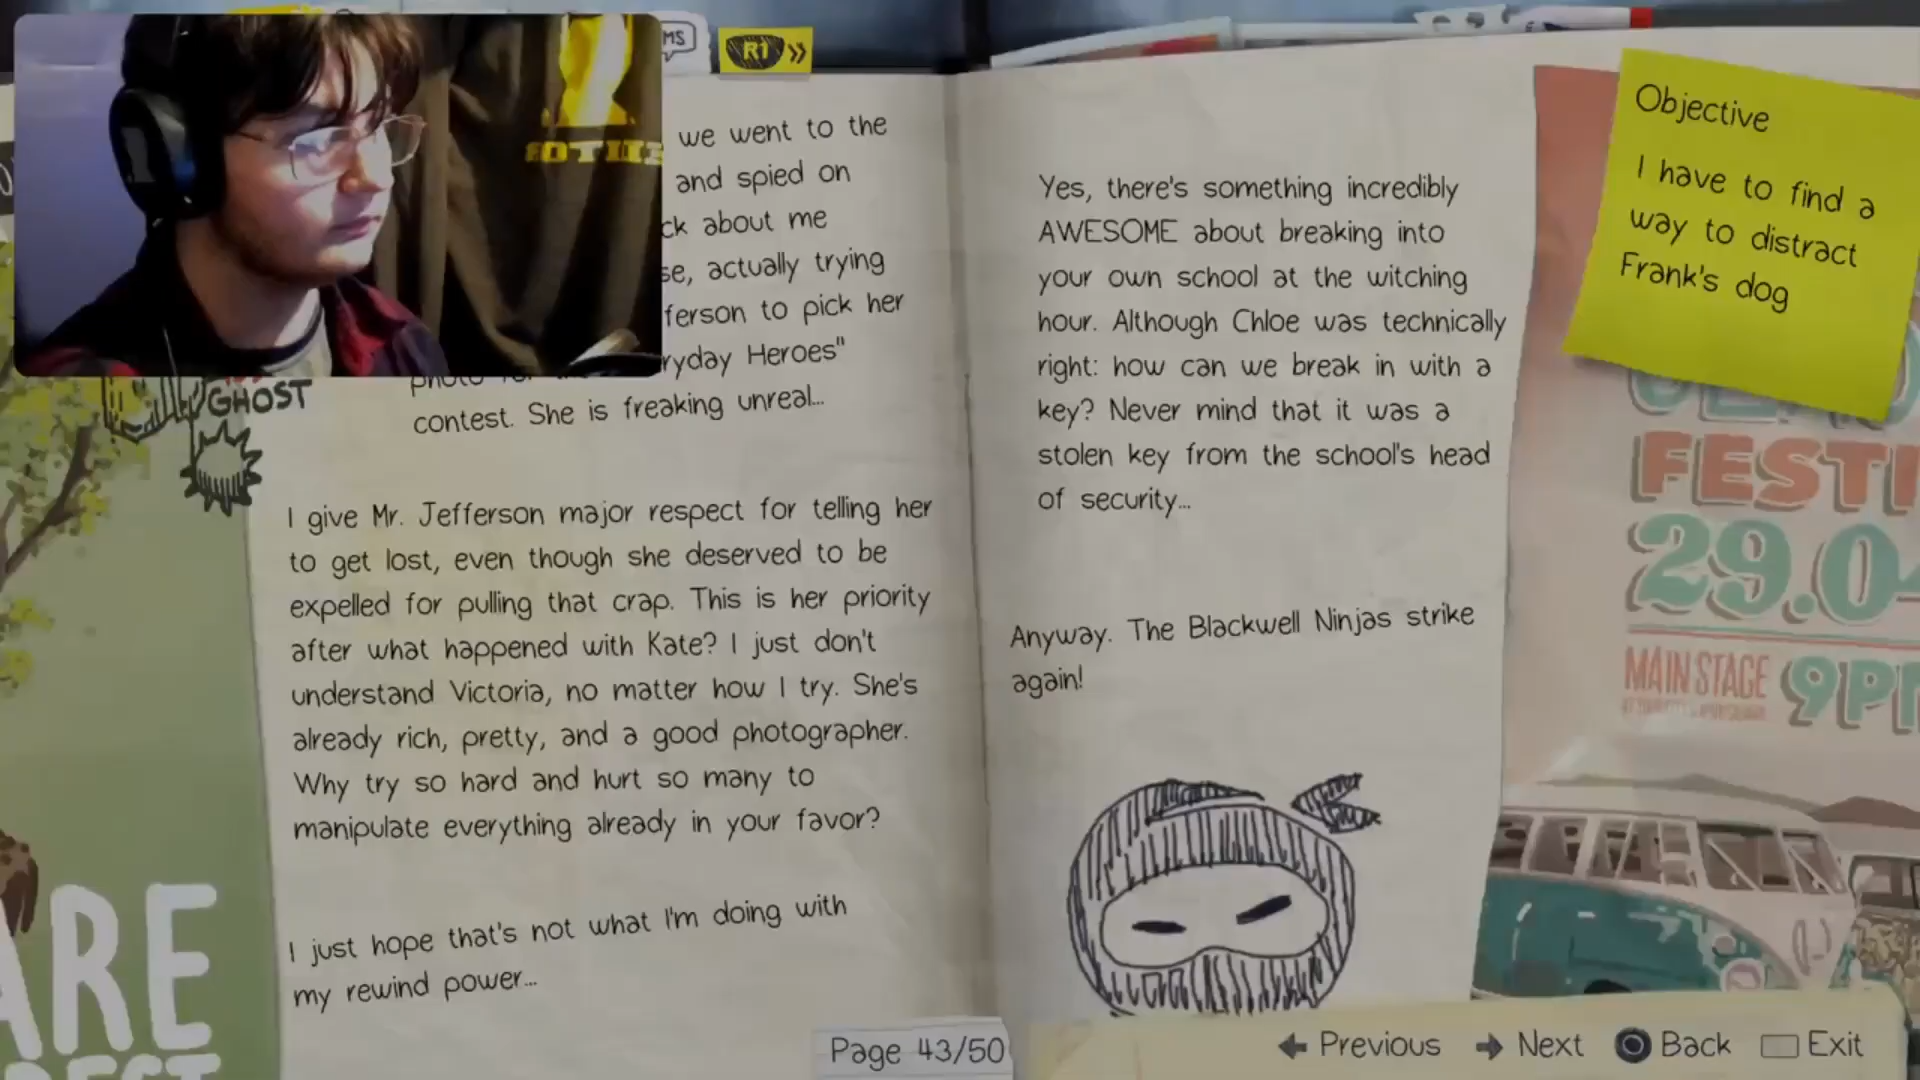 MS
R1
we went to the
and spied on
ck about me
se, actually trying
ferson to pick her
ryday Heroes"
contest. She is freaking unreal...
GHOST
I give Mr. Jefferson major respect for telling her
to get lost, even though she deserved to be
expelled for pulling that crap. This is her priority
after what happened with Kate? I just don't
understand Victoria, no matter how I try. She's
already rich, pretty, and a good photographer.
Why try so hard and hurt so many to
manipulate everything already in your favor?
I just hope that's not what I'm doing with
my rewind power...
Yes, there's something incredibly
AWESOME about breaking into
your own school at the witching
hour. Although Chloe was technically
right: how can we break in with a
key? Never mind that it was a
stolen key from the school's head
of security...
Anyway. The Blackwell Ninjas strike
again!
Objective
I have to find a
way to distract
Frank's dog
FESTI
29.0
MAIN STAGE
9P
ARE
Page 43/50
Previous
Next
Back
Exit